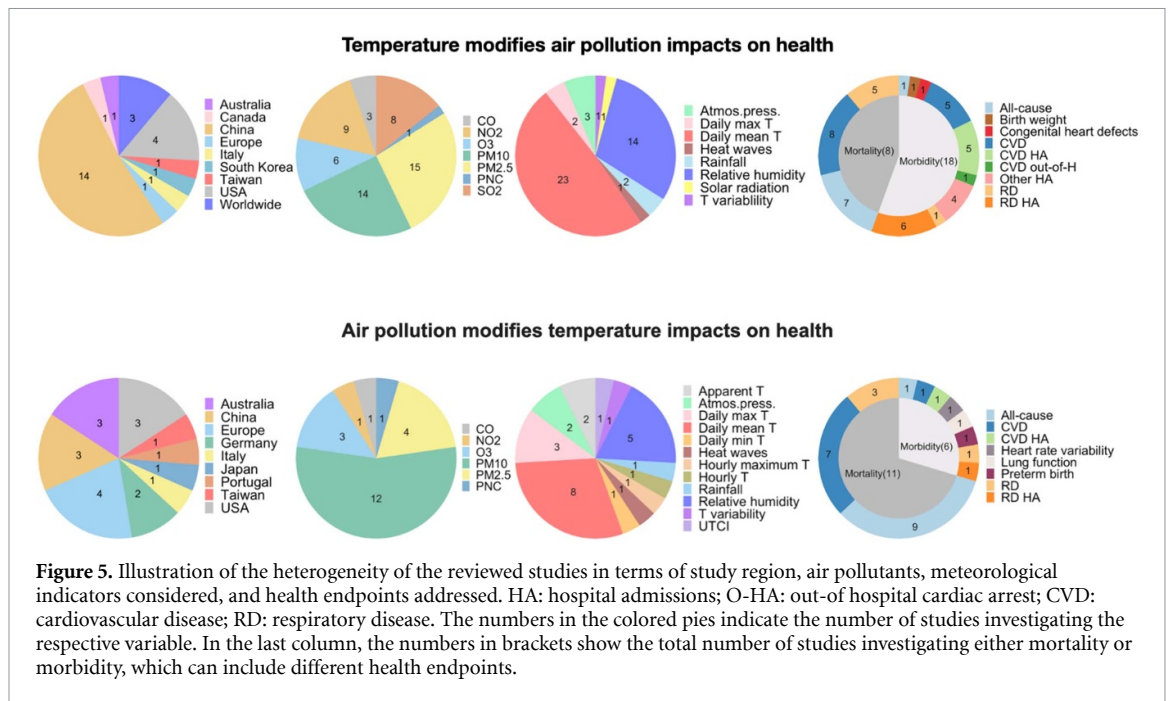 Temperature modifies air pollution impacts on health
3
4
1
1
1
1
14
1
1
Australia
Canada
China
Europe
Italy
South Korea
Taiwan
USA
Worldwide
8
1
15
14
6
9
3
CO
NO2
O3
PM10
PM2.5
PNC
SO2
1
1
14
2
1
23
2
3
Atmos.press.
Daily max T
Daily mean T
Heat waves
Rainfall
Relative humidity
Solar radiation
T variablility
Mortality(8)
Morbidity(18)
1
1
1
5
5
1
4
1
6
7
8
5
All-cause
Birth weight
Congenital heart defects
CVD
CVD HA
CVD out-of-H
Other HA
RD
RD HA
Air pollution modifies temperature impacts on health
3
1
1
1
1
2
4
3
3
Australia
China
Europe
Germany
Italy
Japan
Portugal
Taiwan
USA
1
4
12
3
1
1
CO
NO2
O3
PM10
PM2.5
PNC
1
1
5
1
1
1
1
1
8
3
2
2
Apparent T
Atmos.press.
Daily max T
Daily mean T
Daily min T
Heat waves
Hourly maximum T
Hourly T
Rainfall
Relative humidity
T variability
UTCI
Mortality(11)
Morbidity(6)
1
1
1
1
1
1
1
1
9
7
3
All-cause
CVD
CVD HA
Heart rate variability
Lung function
Preterm birth
RD
RD HA
Figure 5. Illustration of the heterogeneity of the reviewed studies in terms of study region, air pollutants, meteorological
indicators considered, and health endpoints addressed. HA: hospital admissions; O-HA: out-of hospital cardiac arrest; CVD:
cardiovascular disease; RD: respiratory disease. The numbers in the colored pies indicate the number of studies investigating the
respective variable. In the last column, the numbers in brackets show the total number of studies investigating either mortality or
morbidity, which can include different health endpoints.